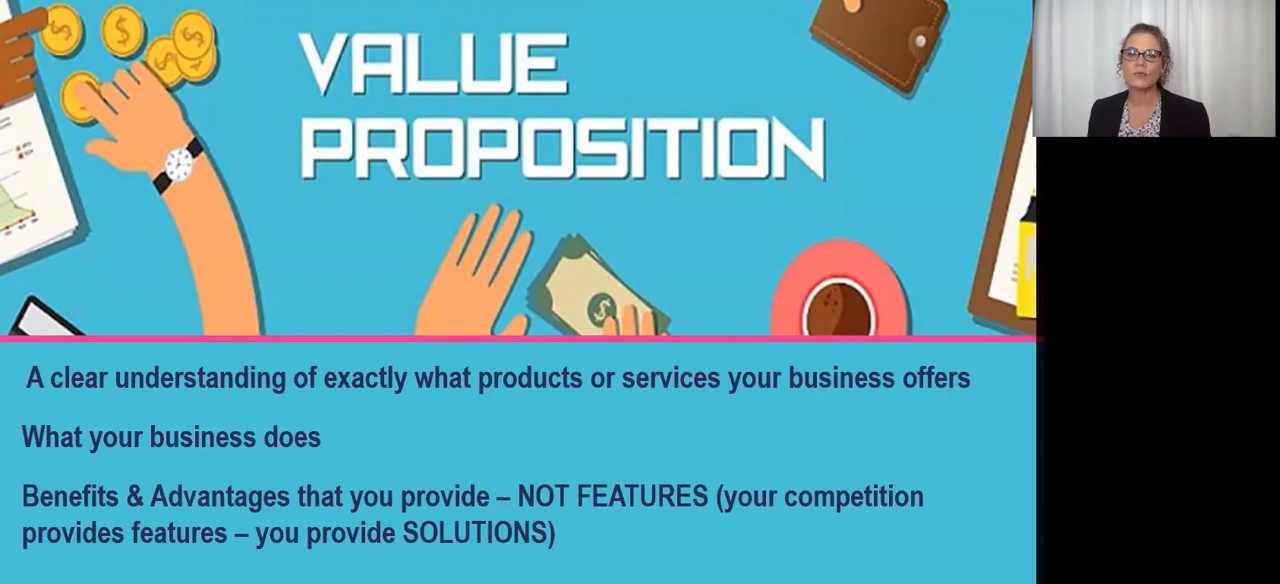 VALUE
PROPOSITION
A clear understanding of exactly what products or services your business offers
What your business does
Benefits & Advantages that you provide – NOT FEATURES (your competition
provides features – you provide SOLUTIONS)